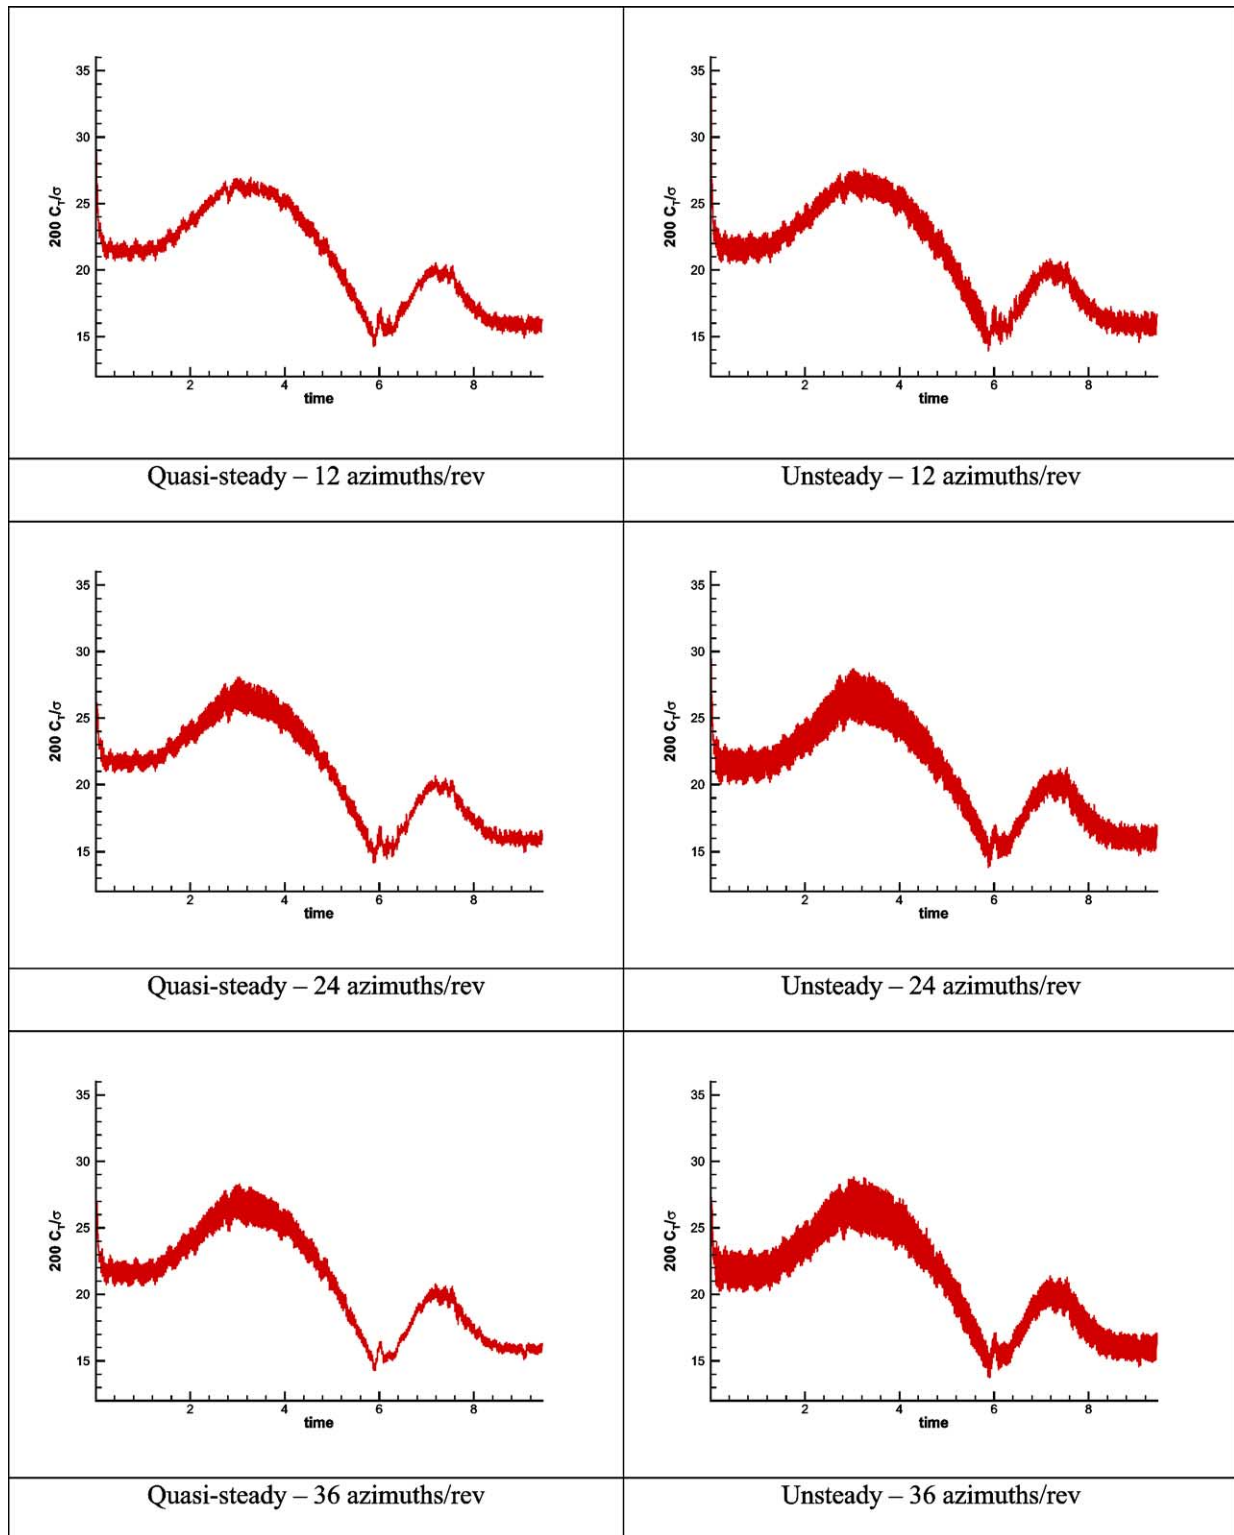 35
30
25
20
15
200 C_T/σ
2 4 6 8
time
35
30
25
20
15
200 C_T/σ
2 4 6 8
time
Quasi-steady – 12 azimuths/rev
Unsteady – 12 azimuths/rev
35
30
25
20
15
200 C_T/σ
2 4 6 8
time
35
30
25
20
15
200 C_T/σ
2 4 6 8
time
Quasi-steady – 24 azimuths/rev
Unsteady – 24 azimuths/rev
35
30
25
20
15
200 C_T/σ
2 4 6 8
time
35
30
25
20
15
200 C_T/σ
2 4 6 8
time
Quasi-steady – 36 azimuths/rev
Unsteady – 36 azimuths/rev